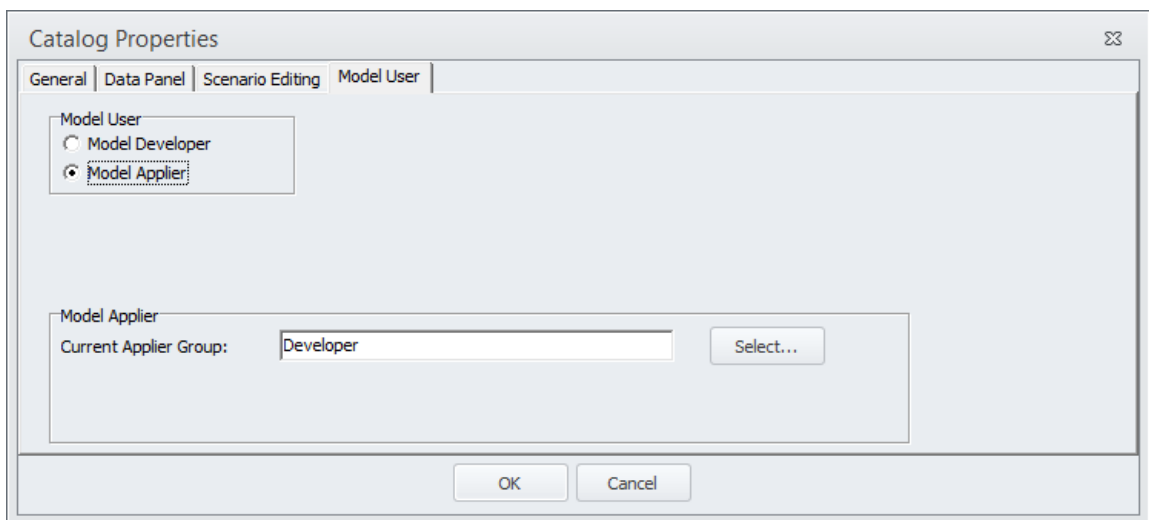 Catalog Properties
General Data Panel Scenario Editing Model User
Model User
Model Developer
Model Applier
Model Applier
Current Applier Group: Developer Select...
OK Cancel